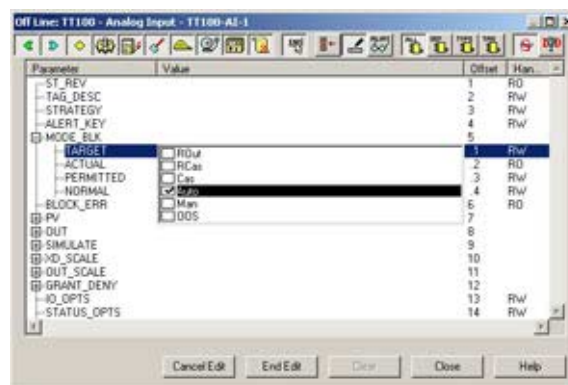 Off Line: TT100 - Analog Input - TT100-AI-1
Parameter Value Offset Han...
ST_REV 1 RO
TAG_DESC 2 RW
STRATEGY 3 RW
ALERT_KEY 4 RW
MODE_BLK 5
TARGET ROut .1 RW
ACTUAL RCas .2 RO
PERMITTED Cas .3 RW
NORMAL Auto .4 RW
BLOCK_ERR Man 6 RO
PV OOS 7
OUT 8
SIMULATE 9
XD_SCALE 10
OUT_SCALE 11
GRANT_DENY 12
IO_OPTS 13 RW
STATUS_OPTS 14 RW
Cancel Edit End Edit Clear Close Help